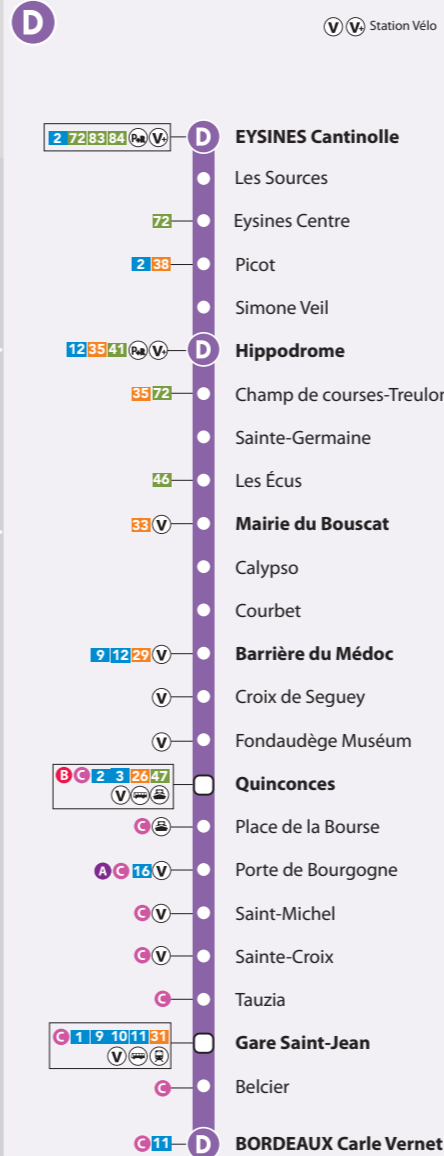 D
V V+ Station Vélo
2 72 83 84 P+R V+ D EYSINES Cantinolle
Les Sources
72 Eysines Centre
2 38 Picot
Simone Veil
12 35 41 P+R V+ D Hippodrome
35 72 Champ de courses-Treulon
Sainte-Germaine
46 Les Écus
33 V Mairie du Bouscat
Calypso
Courbet
9 12 29 V Barrière du Médoc
V Croix de Seguey
V Fondaudège Muséum
B C 2 3 26 47 Quinconces
V
C Place de la Bourse
A C 16 V Porte de Bourgogne
C V Saint-Michel
C V Sainte-Croix
C Tauzia
C 1 9 10 11 31 Gare Saint-Jean
V
C Belcier
C 11 D BORDEAUX Carle Vernet